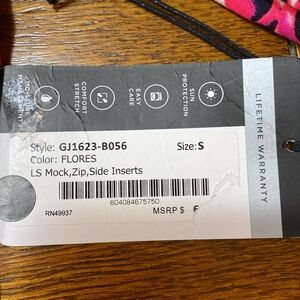 COMFORT
STRETCH
EASY
CARE
SUN
PROTECTION
LIFETIME WARRANTY
Style: GJ1623-B056
Size: S
Color: FLORES
LS Mock,Zip,Side Inserts
604084675750
RN49937
MSRP $